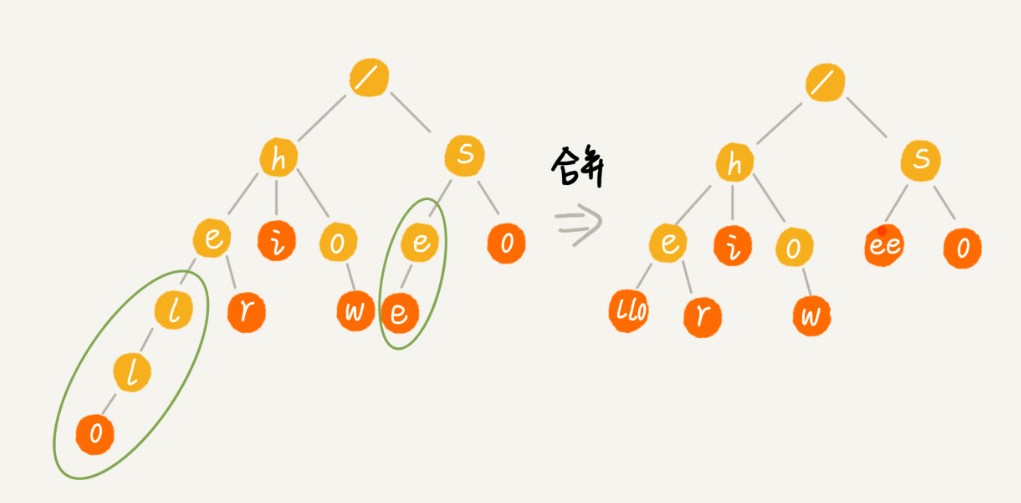 / /
h S 合并 h S
e i o e o e i o ee o
l r w e llo r w
l
o